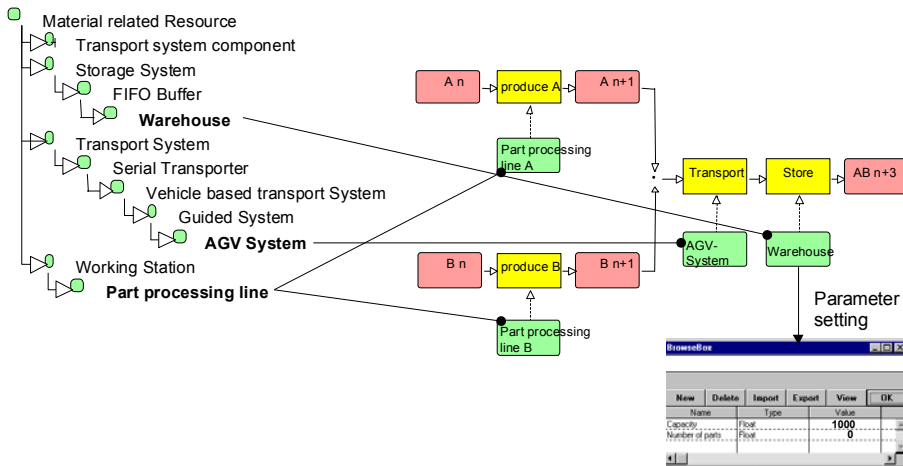 Material related Resource
Transport system component
Storage System
FIFO Buffer
Warehouse
Transport System
Serial Transporter
Vehicle based transport System
Guided System
AGV System
Working Station
Part processing line
A n
produce A
A n+1
Part processing
line A
B n
produce B
B n+1
Part processing
line B
Transport
Store
AB n+3
AGV-
System
Warehouse
Parameter
setting
BrowseBox
New Delete Import Export View OK
Name Type Value
Capacity Float 1000
Number of parts Float 0